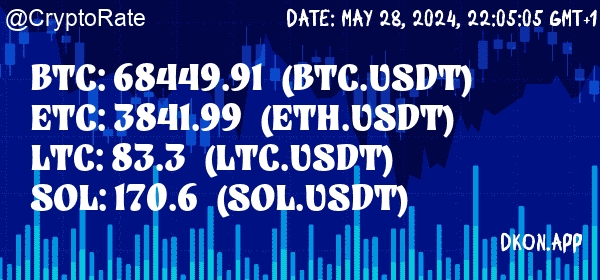 @CryptoRate
DATE: MAY 28, 2024, 22:05:05 GMT+1
BTC: 68449.91 (BTC.USDT)
ETC: 3841.99 (ETH.USDT)
LTC: 83.3 (LTC.USDT)
SOL: 170.6 (SOL.USDT)
DKON.APP